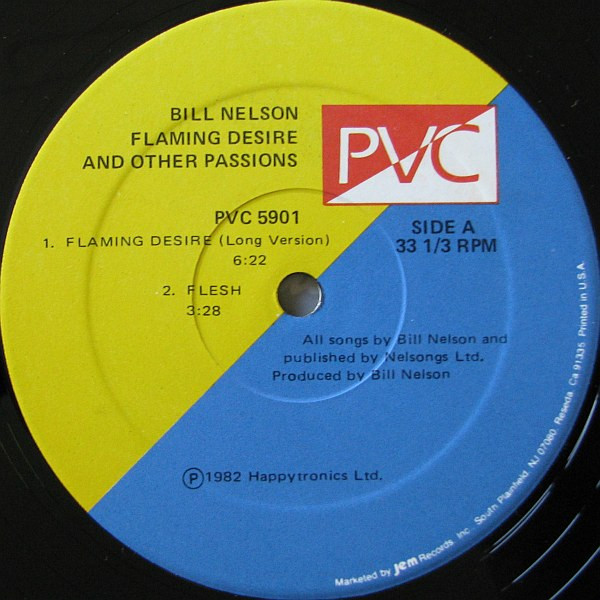 BILL NELSON
FLAMING DESIRE
AND OTHER PASSIONS
PVC
PVC 5901
SIDE A
33 1/3 RPM
1. FLAMING DESIRE (Long Version)
6:22
2. FLESH
3:28
All songs by Bill Nelson and
published by Nelsongs Ltd.
Produced by Bill Nelson
Ⓟ1982 Happytronics Ltd.
Marketed by jem Records, Inc. South Plainfield, NJ 07080, Reseda, Ca 91335 Printed in U.S.A.